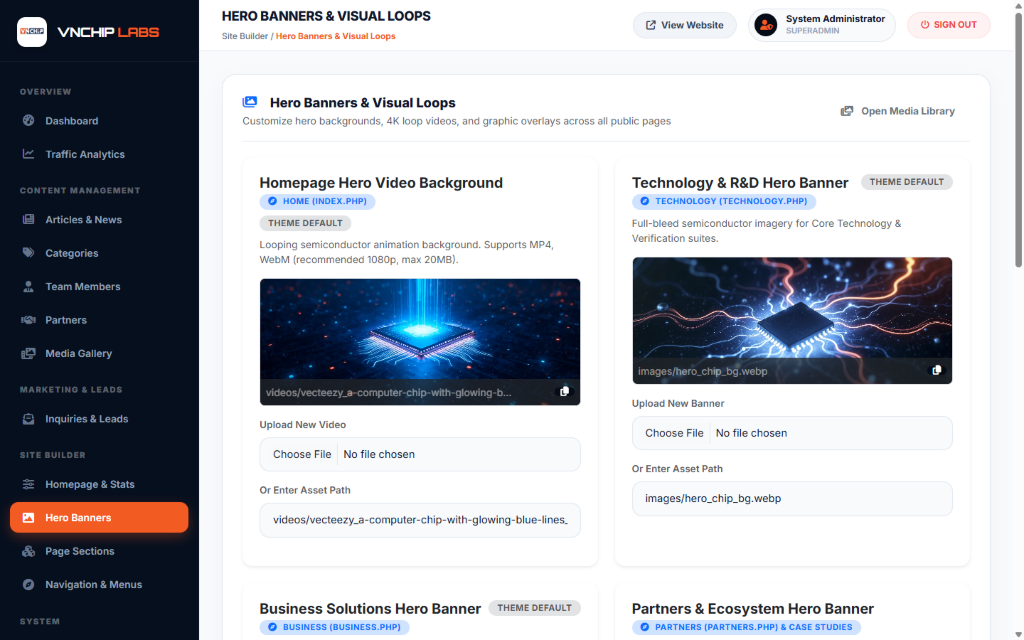 VNCHIP
VNCHIP LABS
OVERVIEW
Dashboard
Traffic Analytics
CONTENT MANAGEMENT
Articles & News
Categories
Team Members
Partners
Media Gallery
MARKETING & LEADS
Inquiries & Leads
SITE BUILDER
Homepage & Stats
Hero Banners
Page Sections
Navigation & Menus
SYSTEM
HERO BANNERS & VISUAL LOOPS
Site Builder / Hero Banners & Visual Loops
View Website
System Administrator
SUPERADMIN
SIGN OUT
Hero Banners & Visual Loops
Customize hero backgrounds, 4K loop videos, and graphic overlays across all public pages
Open Media Library
Homepage Hero Video Background
HOME (INDEX.PHP)
THEME DEFAULT
Looping semiconductor animation background. Supports MP4,
WebM (recommended 1080p, max 20MB).
videos/vecteezy_a-computer-chip-with-glowing-b...
Upload New Video
Choose File No file chosen
Or Enter Asset Path
videos/vecteezy_a-computer-chip-with-glowing-blue-lines_
Technology & R&D Hero Banner THEME DEFAULT
TECHNOLOGY (TECHNOLOGY.PHP)
Full-bleed semiconductor imagery for Core Technology &
Verification suites.
images/hero_chip_bg.webp
Upload New Banner
Choose File No file chosen
Or Enter Asset Path
images/hero_chip_bg.webp
Business Solutions Hero Banner THEME DEFAULT
BUSINESS (BUSINESS.PHP)
Partners & Ecosystem Hero Banner
PARTNERS (PARTNERS.PHP) & CASE STUDIES